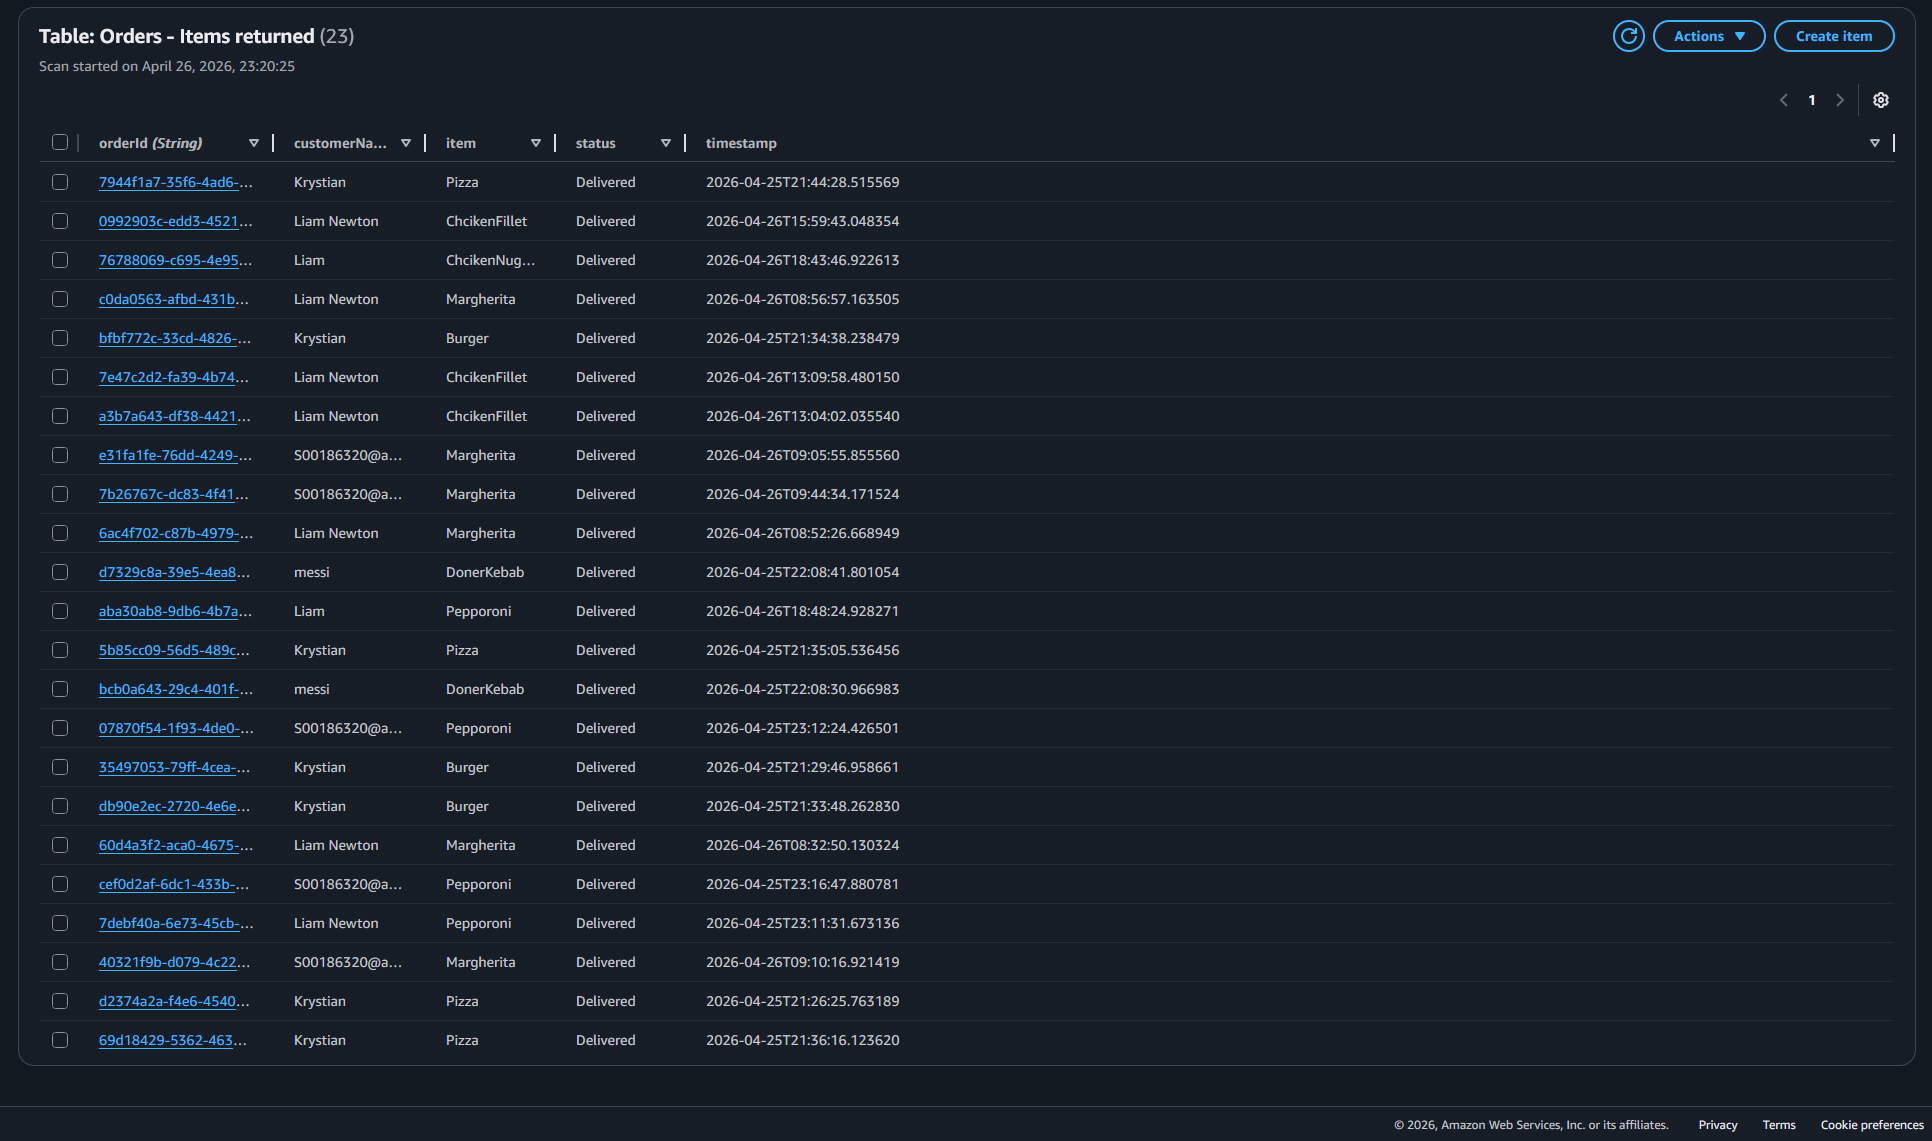 Table: Orders - Items returned (23)
Actions
Create item
Scan started on April 26, 2026, 23:20:25
1
orderId (String) customerNa... item status timestamp
7944f1a7-35f6-4ad6-... Krystian Pizza Delivered 2026-04-25T21:44:28.515569
0992903c-edd3-4521... Liam Newton ChcikenFillet Delivered 2026-04-26T15:59:43.048354
76788069-c695-4e95... Liam ChcikenNug... Delivered 2026-04-26T18:43:46.922613
c0da0563-afbd-431b... Liam Newton Margherita Delivered 2026-04-26T08:56:57.163505
bfbf772c-33cd-4826-... Krystian Burger Delivered 2026-04-25T21:34:38.238479
7e47c2d2-fa39-4b74... Liam Newton ChcikenFillet Delivered 2026-04-26T13:09:58.480150
a3b7a643-df38-4421... Liam Newton ChcikenFillet Delivered 2026-04-26T13:04:02.035540
e31fa1fe-76dd-4249-... S00186320@a... Margherita Delivered 2026-04-26T09:05:55.855560
7b26767c-dc83-4f41... S00186320@a... Margherita Delivered 2026-04-26T09:44:34.171524
6ac4f702-c87b-4979-... Liam Newton Margherita Delivered 2026-04-26T08:52:26.668949
d7329c8a-39e5-4ea8... messi DonerKebab Delivered 2026-04-25T22:08:41.801054
aba30ab8-9db6-4b7a... Liam Pepporoni Delivered 2026-04-26T18:48:24.928271
5b85cc09-56d5-489c... Krystian Pizza Delivered 2026-04-25T21:35:05.536456
bcb0a643-29c4-401f-... messi DonerKebab Delivered 2026-04-25T22:08:30.966983
07870f54-1f93-4de0-... S00186320@a... Pepporoni Delivered 2026-04-25T23:12:24.426501
35497053-79ff-4cea-... Krystian Burger Delivered 2026-04-25T21:29:46.958661
db90e2ec-2720-4e6e... Krystian Burger Delivered 2026-04-25T21:33:48.262830
60d4a3f2-aca0-4675-... Liam Newton Margherita Delivered 2026-04-26T08:32:50.130324
cef0d2af-6dc1-433b-... S00186320@a... Pepporoni Delivered 2026-04-25T23:16:47.880781
7debf40a-6e73-45cb-... Liam Newton Pepporoni Delivered 2026-04-25T23:11:31.673136
40321f9b-d079-4c22... S00186320@a... Margherita Delivered 2026-04-26T09:10:16.921419
d2374a2a-f4e6-4540... Krystian Pizza Delivered 2026-04-25T21:26:25.763189
69d18429-5362-463... Krystian Pizza Delivered 2026-04-25T21:36:16.123620
© 2026, Amazon Web Services, Inc. or its affiliates. Privacy Terms Cookie preferences